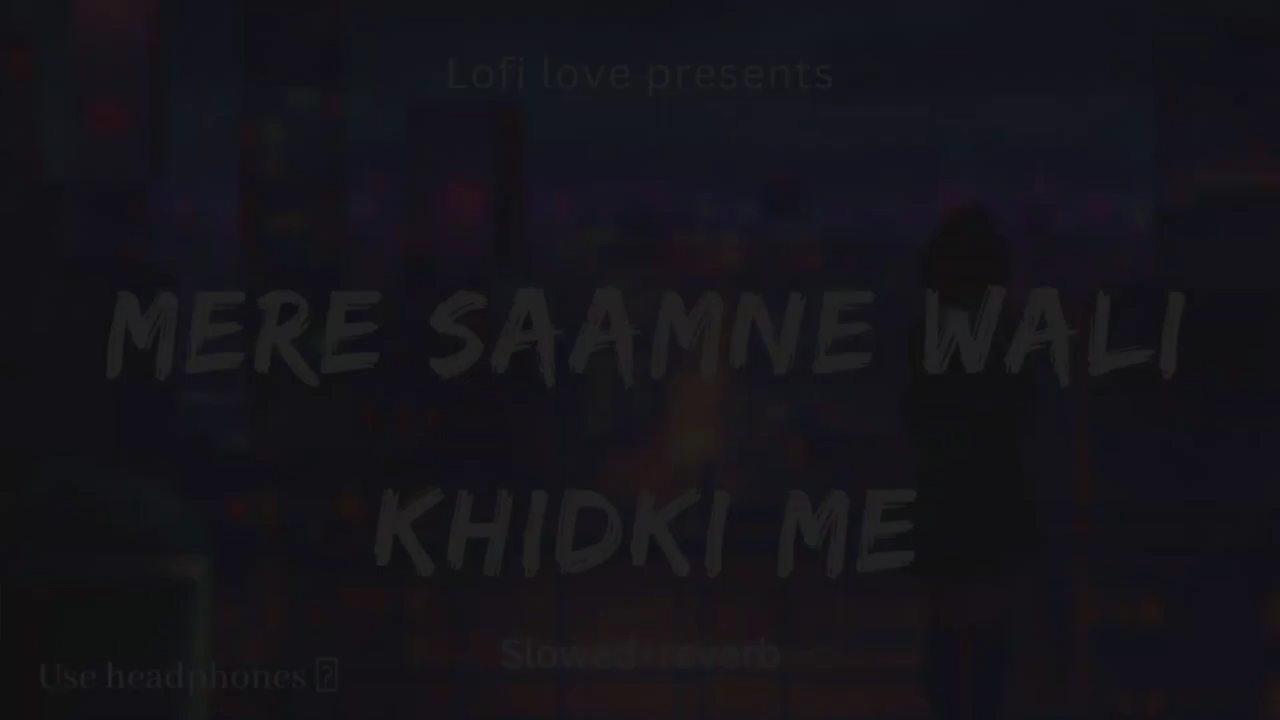 Lofi love presents
MERE SAAMNE WALI
KHIDKI ME
Slowed+reverb
Use headphones